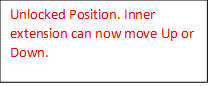 Unlocked Position. Inner
extension can now move Up or
Down.